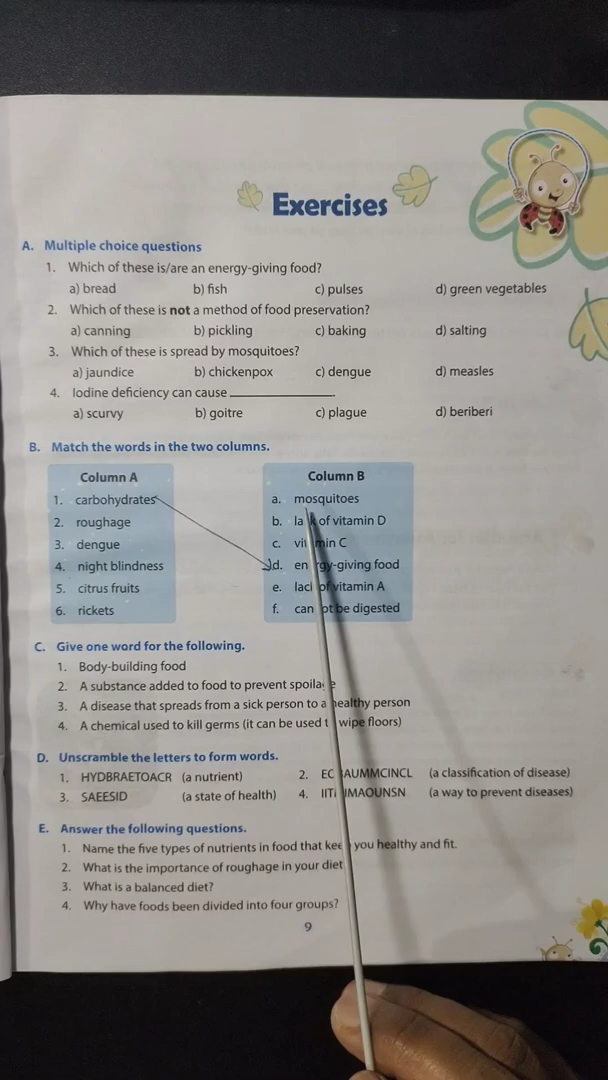 Exercises
A. Multiple choice questions
1. Which of these is/are an energy-giving food?
a) bread b) fish c) pulses d) green vegetables
2. Which of these is not a method of food preservation?
a) canning b) pickling c) baking d) salting
3. Which of these is spread by mosquitoes?
a) jaundice b) chickenpox c) dengue d) measles
4. Iodine deficiency can cause
a) scurvy b) goitre c) plague d) beriberi
B. Match the words in the two columns.
Column A Column B
1. carbohydrates a. mosquitoes
2. roughage b. lack of vitamin D
3. dengue c. vitamin C
4. night blindness d. energy-giving food
5. citrus fruits e. lack of vitamin A
6. rickets f. cannot be digested
C. Give one word for the following.
1. Body-building food
2. A substance added to food to prevent spoilage
3. A disease that spreads from a sick person to a healthy person
4. A chemical used to kill germs (it can be used to wipe floors)
D. Unscramble the letters to form words.
1. HYDBRAETOACR (a nutrient) 2. (a classification of disease)
3. SAEESID (a state of health) 4. (a way to prevent diseases)
E. Answer the following questions.
1. Name the five types of nutrients in food that keep you healthy and fit.
2. What is the importance of roughage in your diet
3. What is a balanced diet?
4. Why have foods been divided into four groups?
9